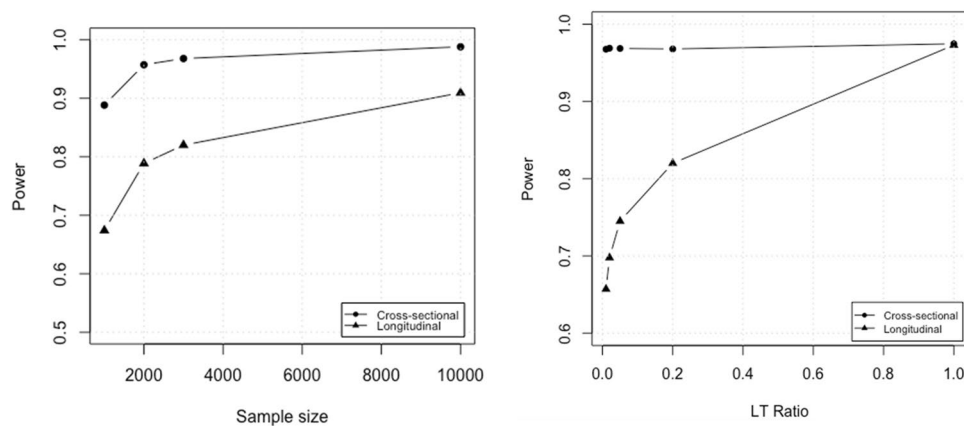 Power
1.0
0.9
0.8
0.7
0.6
0.5
2000 4000 6000 8000 10000
Sample size
Cross-sectional
Longitudinal
Power
1.0
0.9
0.8
0.7
0.6
0.0 0.2 0.4 0.6 0.8 1.0
LT Ratio
Cross-sectional
Longitudinal